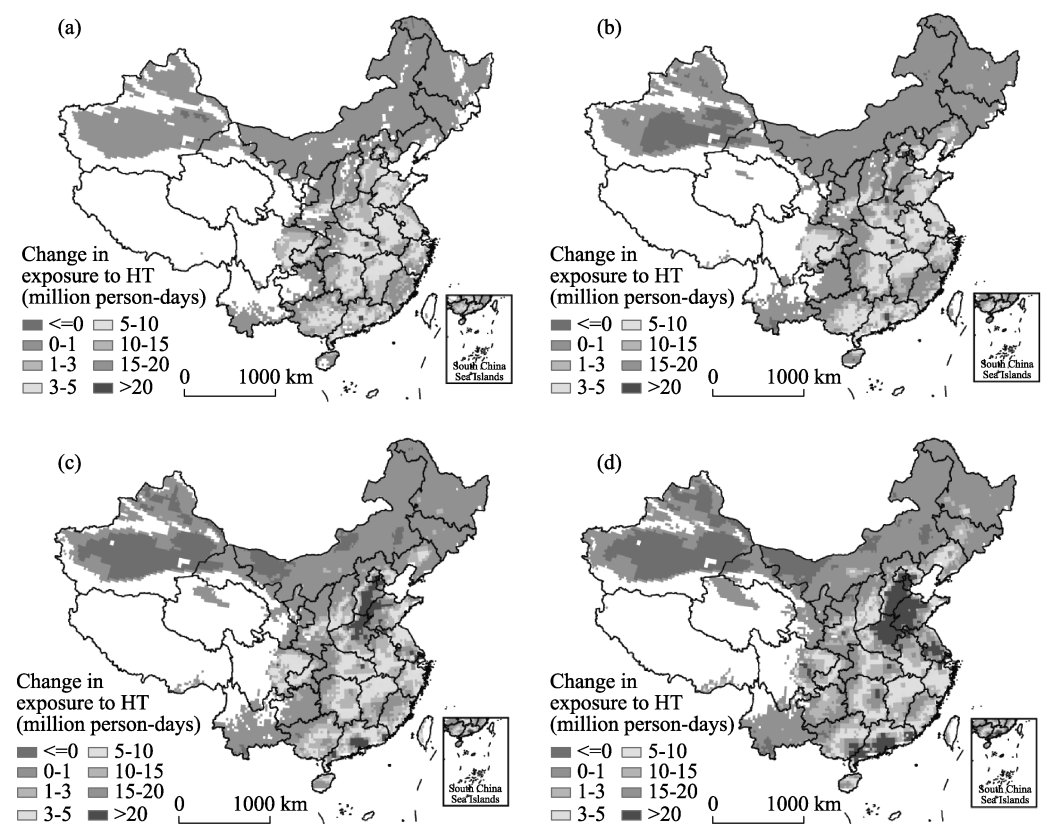 (a)
Change in
exposure to HT
(million person-days)
<=0 5-10
0-1 10-15
1-3 15-20
3-5 >20
0 1000 km
South China
Sea Islands
(b)
Change in
exposure to HT
(million person-days)
<=0 5-10
0-1 10-15
1-3 15-20
3-5 >20
0 1000 km
South China
Sea Islands
(c)
Change in
exposure to HT
(million person-days)
<=0 5-10
0-1 10-15
1-3 15-20
3-5 >20
0 1000 km
South China
Sea Islands
(d)
Change in
exposure to HT
(million person-days)
<=0 5-10
0-1 10-15
1-3 15-20
3-5 >20
0 1000 km
South China
Sea Islands